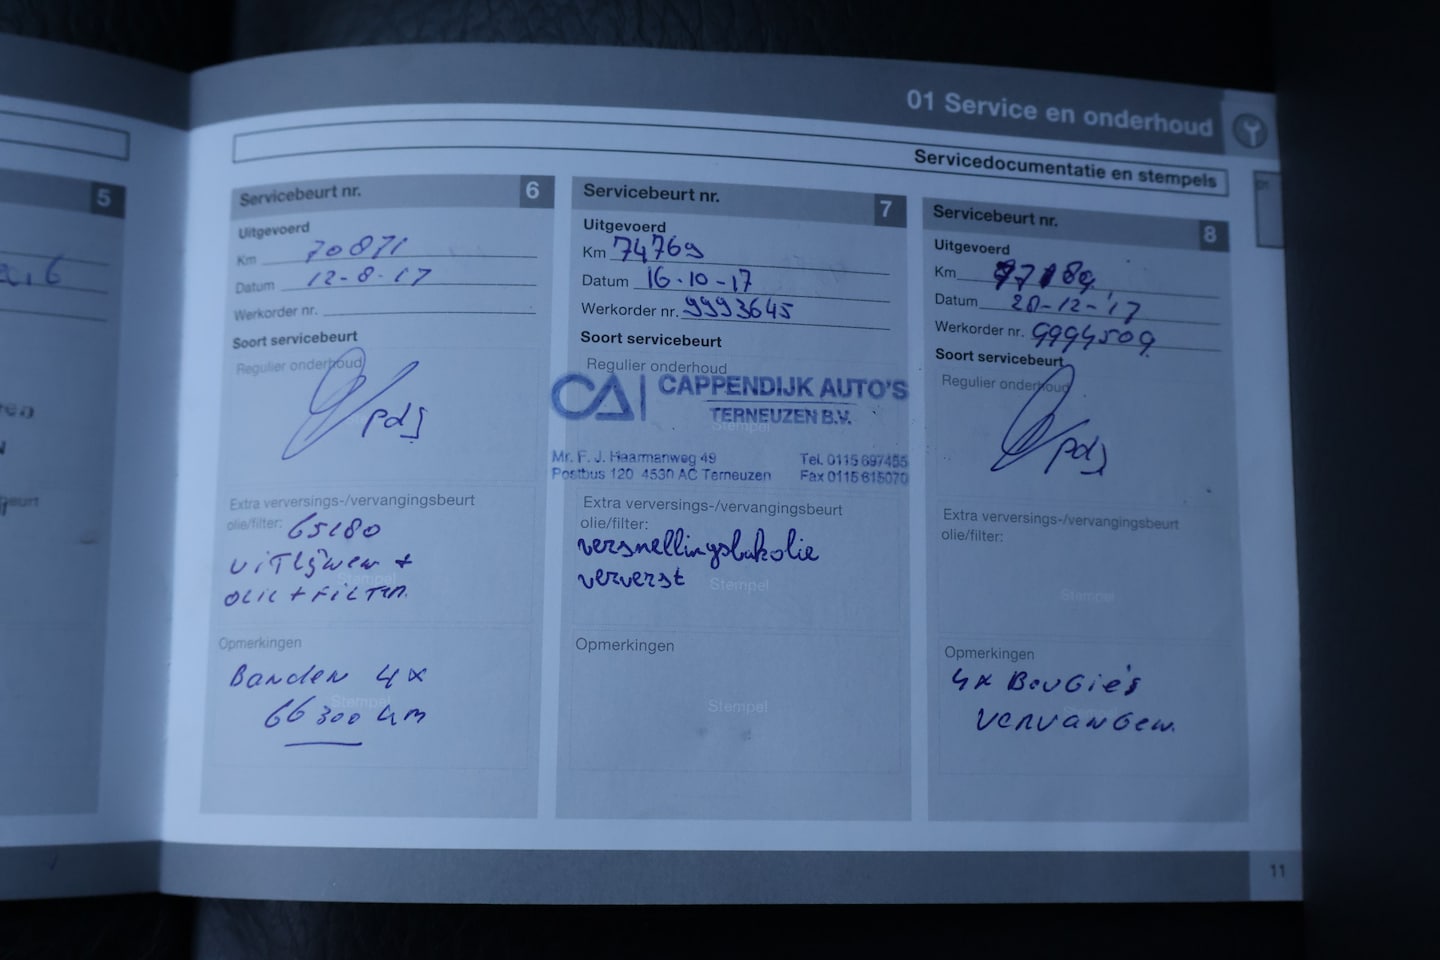 01 Service en onderhoud
Servicedocumentatie en stempels
5
Servicebeurt nr. 6
Uitgevoerd
Km 70871
Datum 12-8-17
Werkorder nr.
Soort servicebeurt
Regulier onderhoud
pdj
Extra verversings-/vervangingsbeurt
olie/filter: 65280
uitlijnen +
olie + Filter.
Stempel
Opmerkingen
Banden 4x
66300 km
Stempel
Servicebeurt nr. 7
Uitgevoerd
Km 74769
Datum 16-10-17
Werkorder nr. 9993645
Soort servicebeurt
Regulier onderhoud
CA CAPPENDIJK AUTO'S
TERNEUZEN B.V.
Stempel
Mr. F. J. Haarmanweg 49 Tel. 0115 697455
Postbus 120 4530 AC Terneuzen Fax 0115 615070
Extra verversings-/vervangingsbeurt
olie/filter:
versnellingsbakolie
ververst
Stempel
Opmerkingen
Stempel
Servicebeurt nr. 8
Uitgevoerd
Km
Datum 20-12-'17
Werkorder nr. 9994509
Soort servicebeurt
Regulier onderhoud
pdj
Extra verversings-/vervangingsbeurt
olie/filter:
Stempel
Opmerkingen
4x Bougie's
vervangen.
11